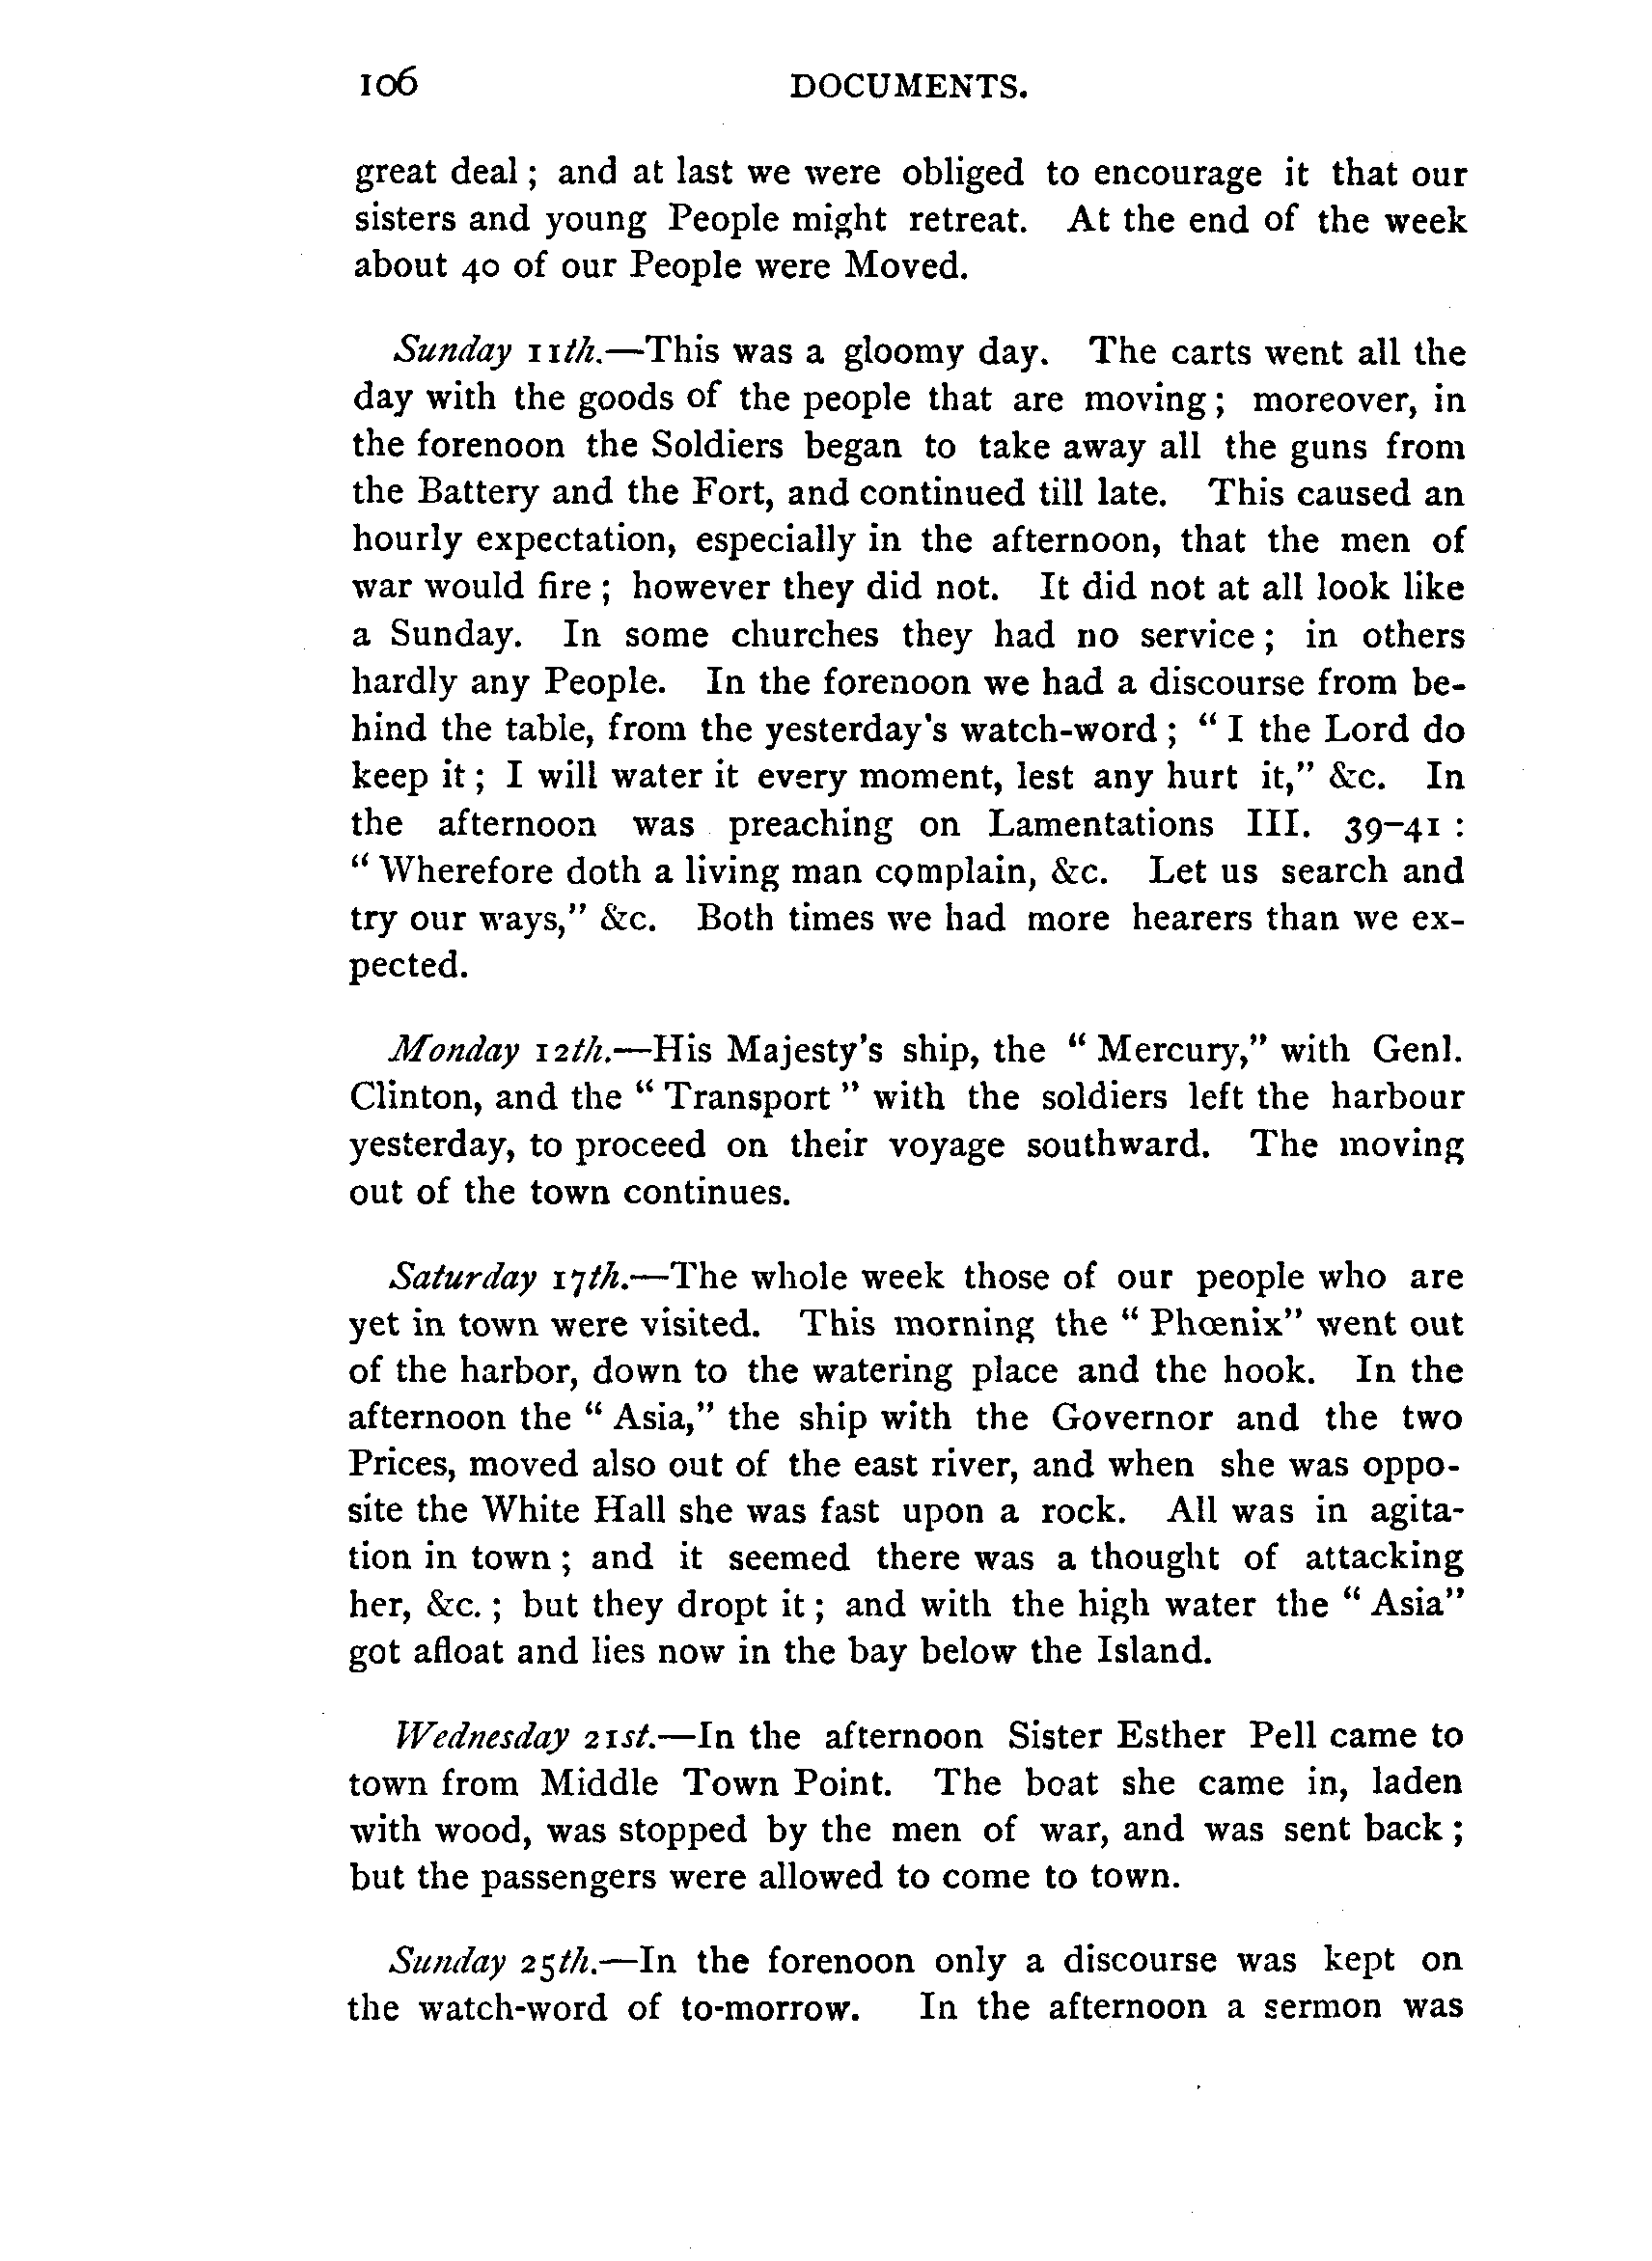 106 DOCUMENTS.
great deal; and at last we were obliged to encourage it that our
sisters and young People might retreat. At the end of the week
about 40 of our People were Moved.
Sunday 11th.—This was a gloomy day. The carts went all the
day with the goods of the people that are moving; moreover, in
the forenoon the Soldiers began to take away all the guns from
the Battery and the Fort, and continued till late. This caused an
hourly expectation, especially in the afternoon, that the men of
war would fire; however they did not. It did not at all look like
a Sunday. In some churches they had no service; in others
hardly any People. In the forenoon we had a discourse from be-
hind the table, from the yesterday's watch-word; "I the Lord do
keep it; I will water it every moment, lest any hurt it," &c. In
the afternoon was preaching on Lamentations III. 39-41:
"Wherefore doth a living man complain, &c. Let us search and
try our ways," &c. Both times we had more hearers than we ex-
pected.
Monday 12th.—His Majesty's ship, the "Mercury," with Genl.
Clinton, and the "Transport" with the soldiers left the harbour
yesterday, to proceed on their voyage southward. The moving
out of the town continues.
Saturday 17th.—The whole week those of our people who are
yet in town were visited. This morning the "Phœnix" went out
of the harbor, down to the watering place and the hook. In the
afternoon the "Asia," the ship with the Governor and the two
Prices, moved also out of the east river, and when she was oppo-
site the White Hall she was fast upon a rock. All was in agita-
tion in town; and it seemed there was a thought of attacking
her, &c.; but they dropt it; and with the high water the "Asia"
got afloat and lies now in the bay below the Island.
Wednesday 21st.—In the afternoon Sister Esther Pell came to
town from Middle Town Point. The boat she came in, laden
with wood, was stopped by the men of war, and was sent back;
but the passengers were allowed to come to town.
Sunday 25th.—In the forenoon only a discourse was kept on
the watch-word of to-morrow. In the afternoon a sermon was